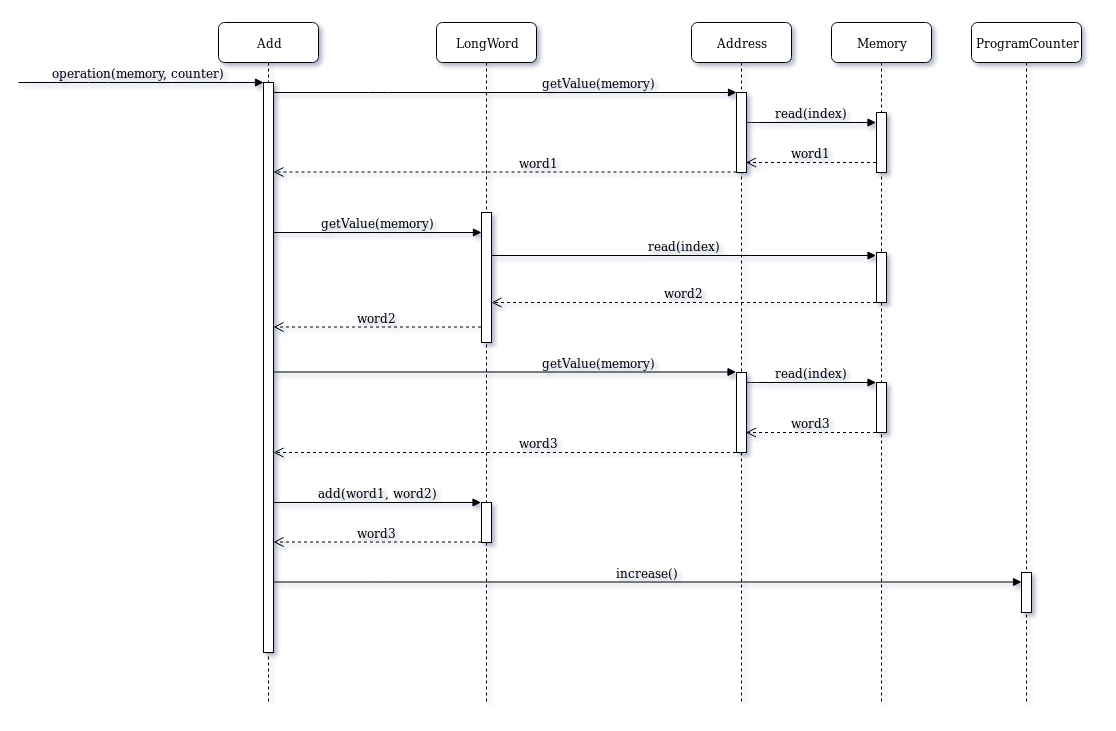 Add
LongWord
Address
Memory
ProgramCounter
operation(memory, counter)
getValue(memory)
read(index)
word1
word1
getValue(memory)
read(index)
word2
word2
getValue(memory)
read(index)
word3
word3
add(word1, word2)
word3
increase()